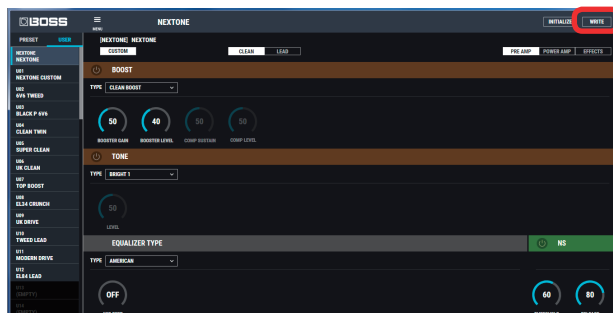 BOSS
MENU
NEXTONE
INITIALIZE
WRITE
PRESET USER
NEXTONE
NEXTONE
U01
NEXTONE CUSTOM
U02
6V6 TWEED
U03
BLACK P 6V6
U04
CLEAN TWIN
U05
SUPER CLEAN
U06
UK CLEAN
U07
TOP BOOST
U08
EL34 CRUNCH
U09
UK DRIVE
U10
TWEED LEAD
U11
MODERN DRIVE
U12
EL84 LEAD
U13
(EMPTY)
U14
(EMPTY)
[NEXTONE] NEXTONE
CUSTOM
CLEAN LEAD
PRE AMP POWER AMP EFFECTS
BOOST
TYPE CLEAN BOOST
50 40 50 50
BOOSTER GAIN BOOSTER LEVEL COMP SUSTAIN COMP LEVEL
TONE
TYPE BRIGHT 1
50
LEVEL
EQUALIZER TYPE
NS
TYPE AMERICAN
OFF
60 80